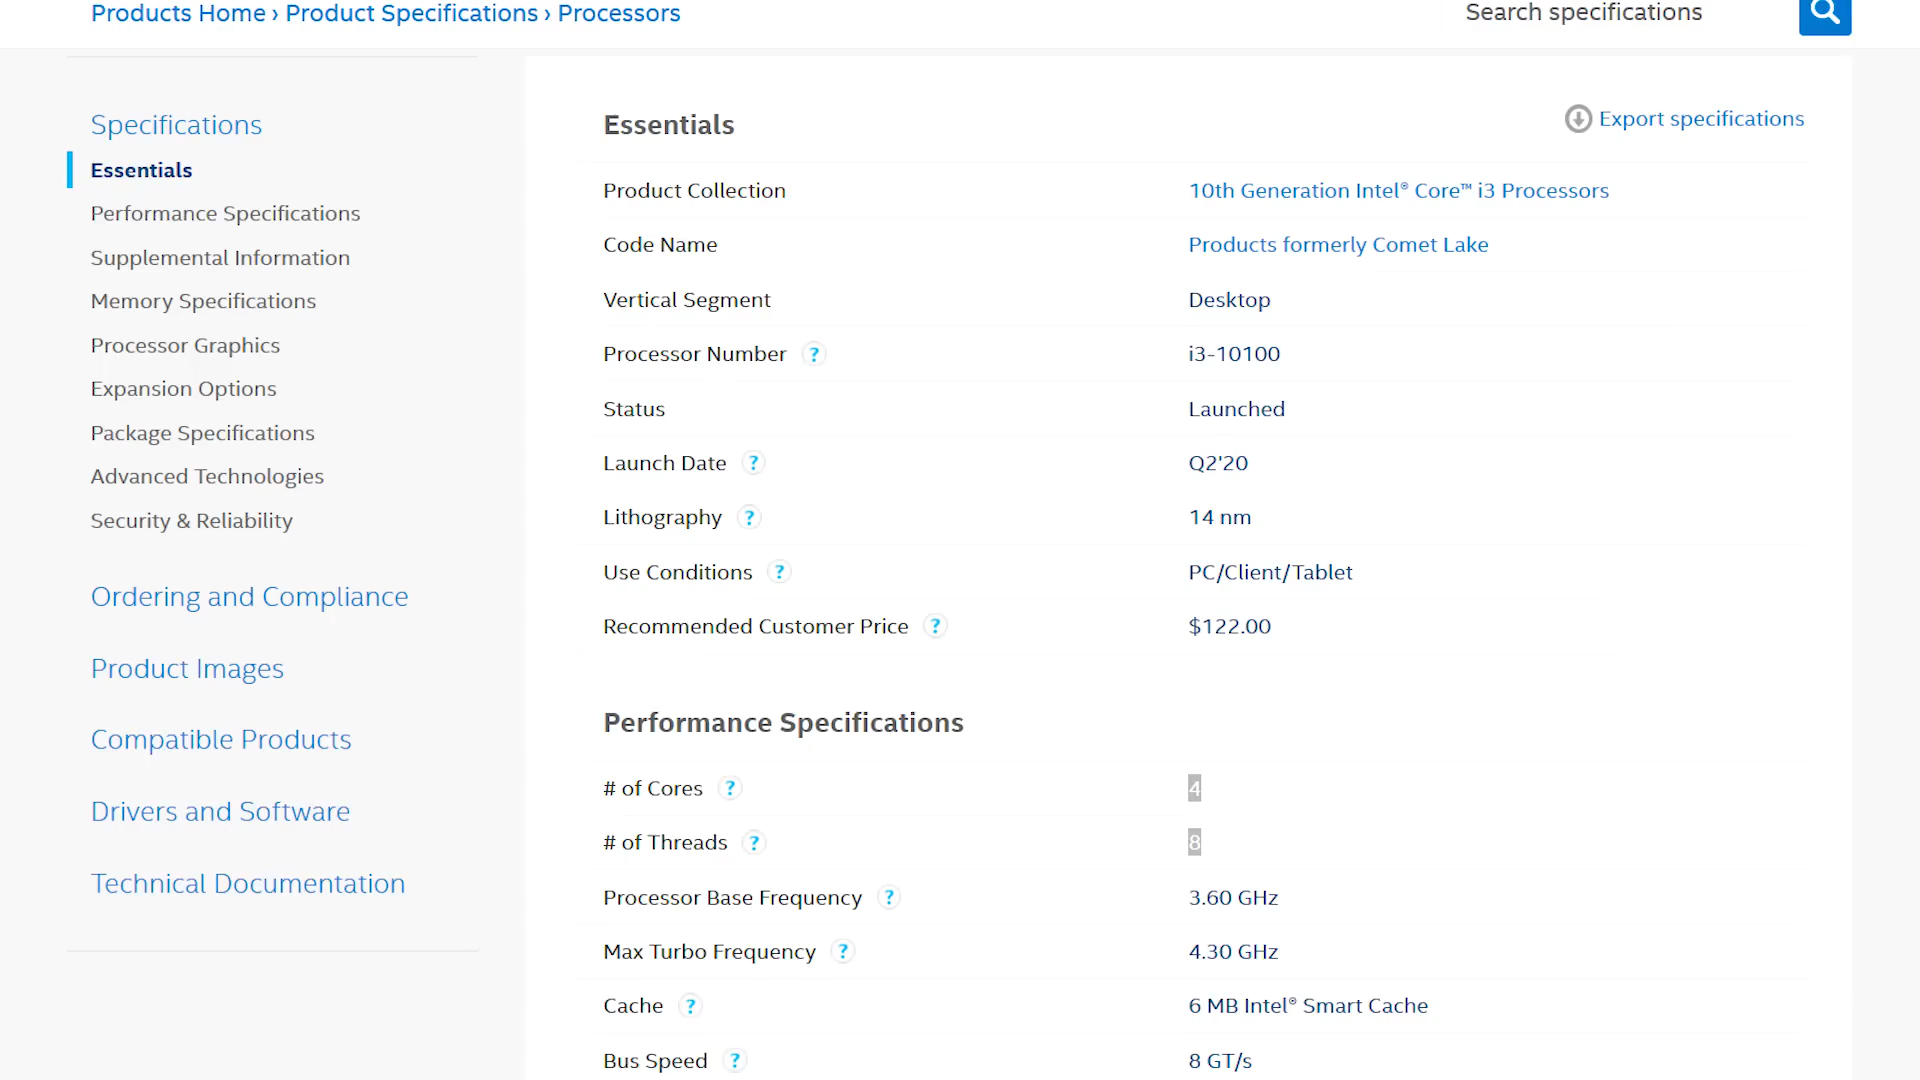 Products Home › Product Specifications › Processors
Search specifications
Specifications
Essentials
Performance Specifications
Supplemental Information
Memory Specifications
Processor Graphics
Expansion Options
Package Specifications
Advanced Technologies
Security & Reliability
Ordering and Compliance
Product Images
Compatible Products
Drivers and Software
Technical Documentation
Essentials
Export specifications
Product Collection 10th Generation Intel® Core™ i3 Processors
Code Name Products formerly Comet Lake
Vertical Segment Desktop
Processor Number ? i3-10100
Status Launched
Launch Date ? Q2'20
Lithography ? 14 nm
Use Conditions ? PC/Client/Tablet
Recommended Customer Price ? $122.00
Performance Specifications
# of Cores ? 4
# of Threads ? 8
Processor Base Frequency ? 3.60 GHz
Max Turbo Frequency ? 4.30 GHz
Cache ? 6 MB Intel® Smart Cache
Bus Speed ? 8 GT/s